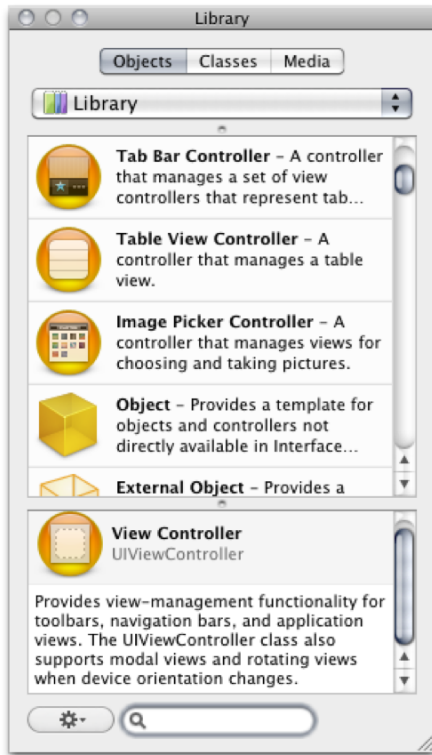 Library
Objects Classes Media
Library
Tab Bar Controller – A controller
that manages a set of view
controllers that represent tab...
Table View Controller – A
controller that manages a table
view.
Image Picker Controller – A
controller that manages views for
choosing and taking pictures.
Object – Provides a template for
objects and controllers not
directly available in Interface...
External Object – Provides a
View Controller
UIViewController
Provides view-management functionality for
toolbars, navigation bars, and application
views. The UIViewController class also
supports modal views and rotating views
when device orientation changes.